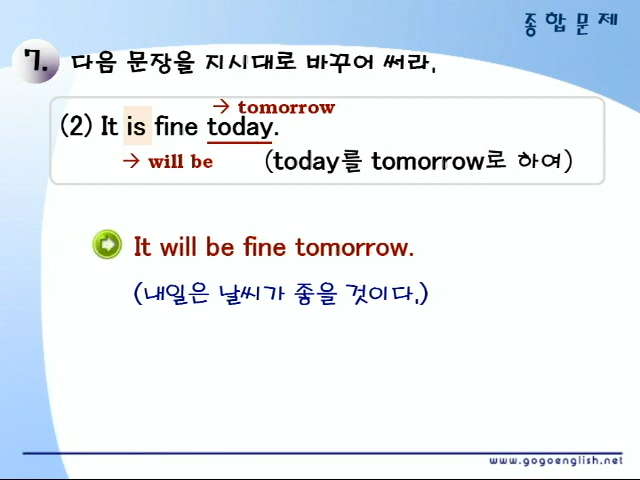 종합문제
7. 다음 문장을 지시대로 바꾸어 써라.
→ tomorrow
(2) It is fine today.
→ will be (today를 tomorrow로 하여)
It will be fine tomorrow.
(내일은 날씨가 좋을 것이다.)
www.gogoenglish.net